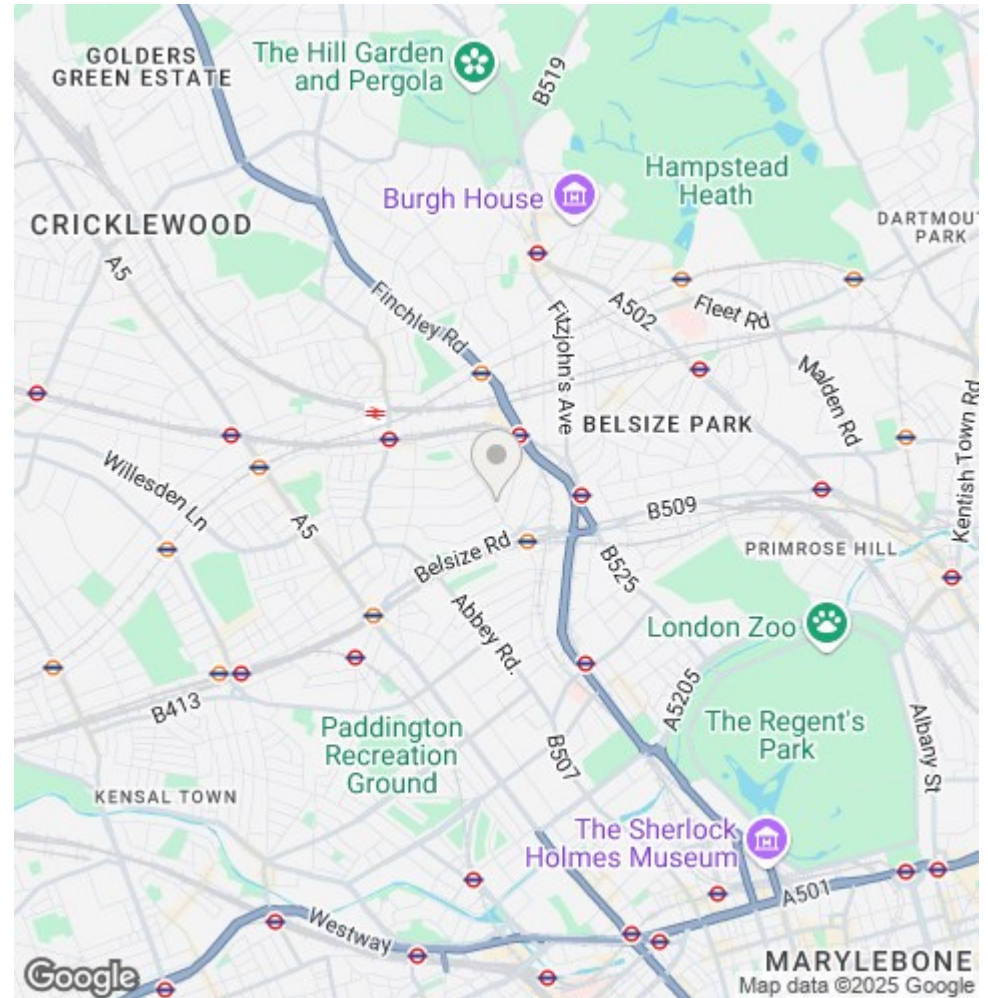 GOLDERS
GREEN ESTATE
The Hill Garden
and Pergola
B519
Burgh House
Hampstead
Heath
CRICKLEWOOD
DARTMOU
PARK
A5
Finchley Rd
A502
Fleet Rd
Fitzjohn's Ave
Malden Rd
Kentish Town Rd
BELSIZE PARK
Willesden Ln
A5
B509
Belsize Rd
B525
PRIMROSE HILL
Abbey Rd.
London Zoo
A5205
B413
The Regent's
Park
Albany St
Paddington
Recreation
Ground
B507
KENSAL TOWN
The Sherlock
Holmes Museum
A501
Westway
MARYLEBONE
Google
Map data ©2025 Google